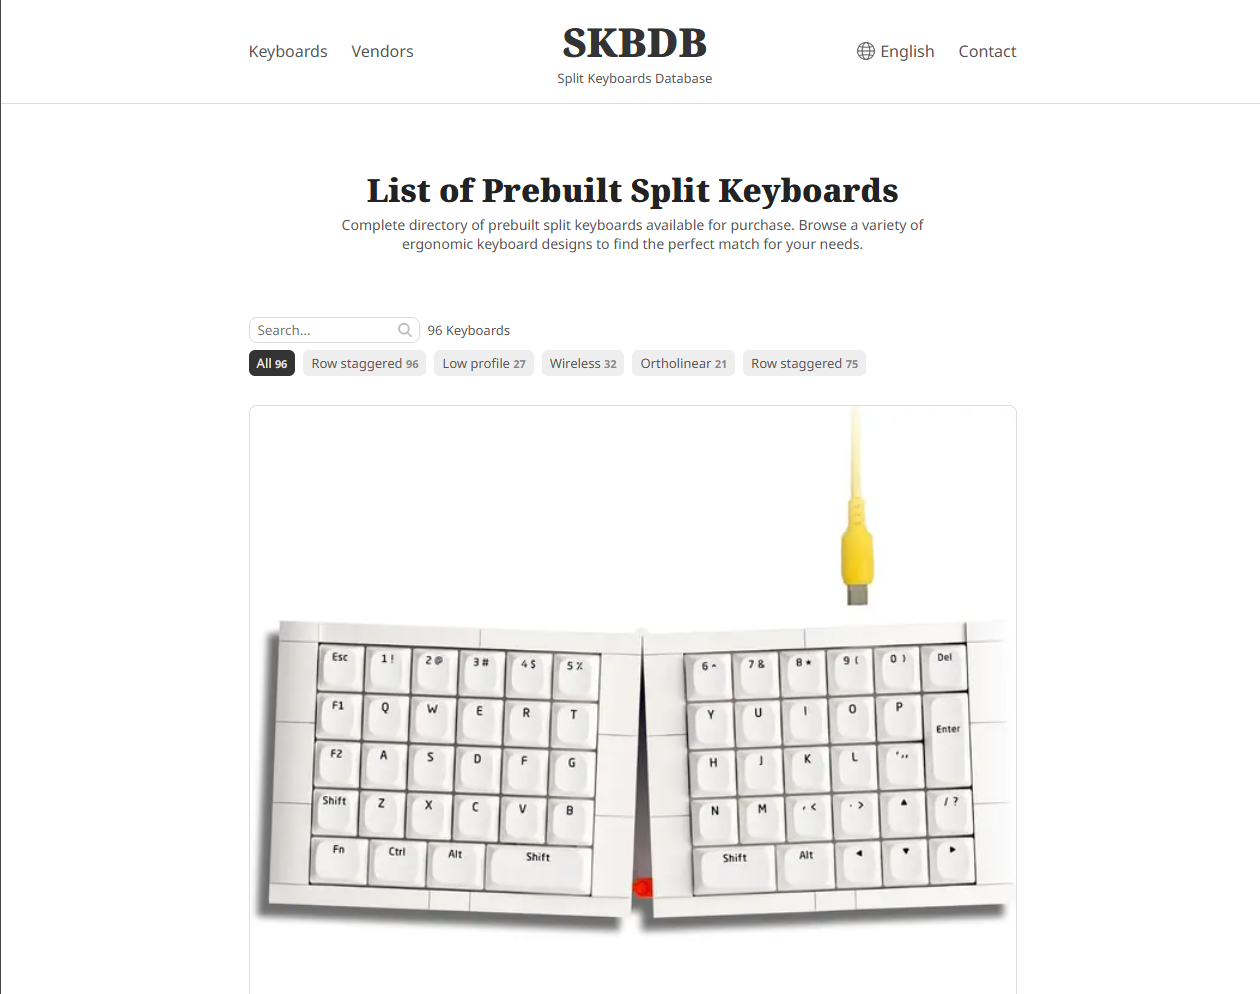 Keyboards Vendors
SKBDB
Split Keyboards Database
English Contact
List of Prebuilt Split Keyboards
Complete directory of prebuilt split keyboards available for purchase. Browse a variety of
ergonomic keyboard designs to find the perfect match for your needs.
Search...
96 Keyboards
All 96 Row staggered 96 Low profile 27 Wireless 32 Ortholinear 21 Row staggered 75
Esc 1 ! 2 @ 3 # 4 $ 5 %
F1 Q W E R T
F2 A S D F G
Shift Z X C V B
Fn Ctrl Alt Shift
6 ^ 7 & 8 * 9 ( 0 ) Del
Y U I O P Enter
H J K L
N M , < . > ▲ / ?
Shift Alt ◀ ▼ ▶